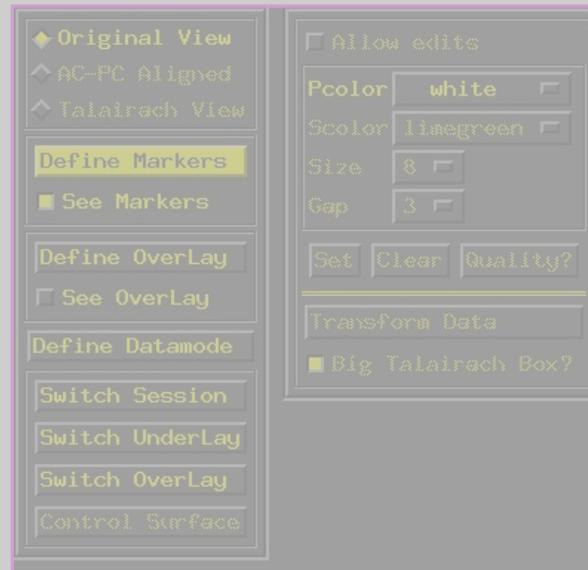 Original View
AC-PC Aligned
Talairach View
Define Markers
See Markers
Define OverLay
See OverLay
Define Datamode
Switch Session
Switch UnderLay
Switch OverLay
Control Surface
Allow edits
Pcolor white
Scolor limegreen
Size 8
Gap 3
Set Clear Quality?
Transform Data
Big Talairach Box?